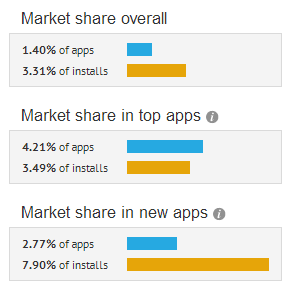 Market share overall
1.40% of apps
3.31% of installs
Market share in top apps i
4.21% of apps
3.49% of installs
Market share in new apps i
2.77% of apps
7.90% of installs